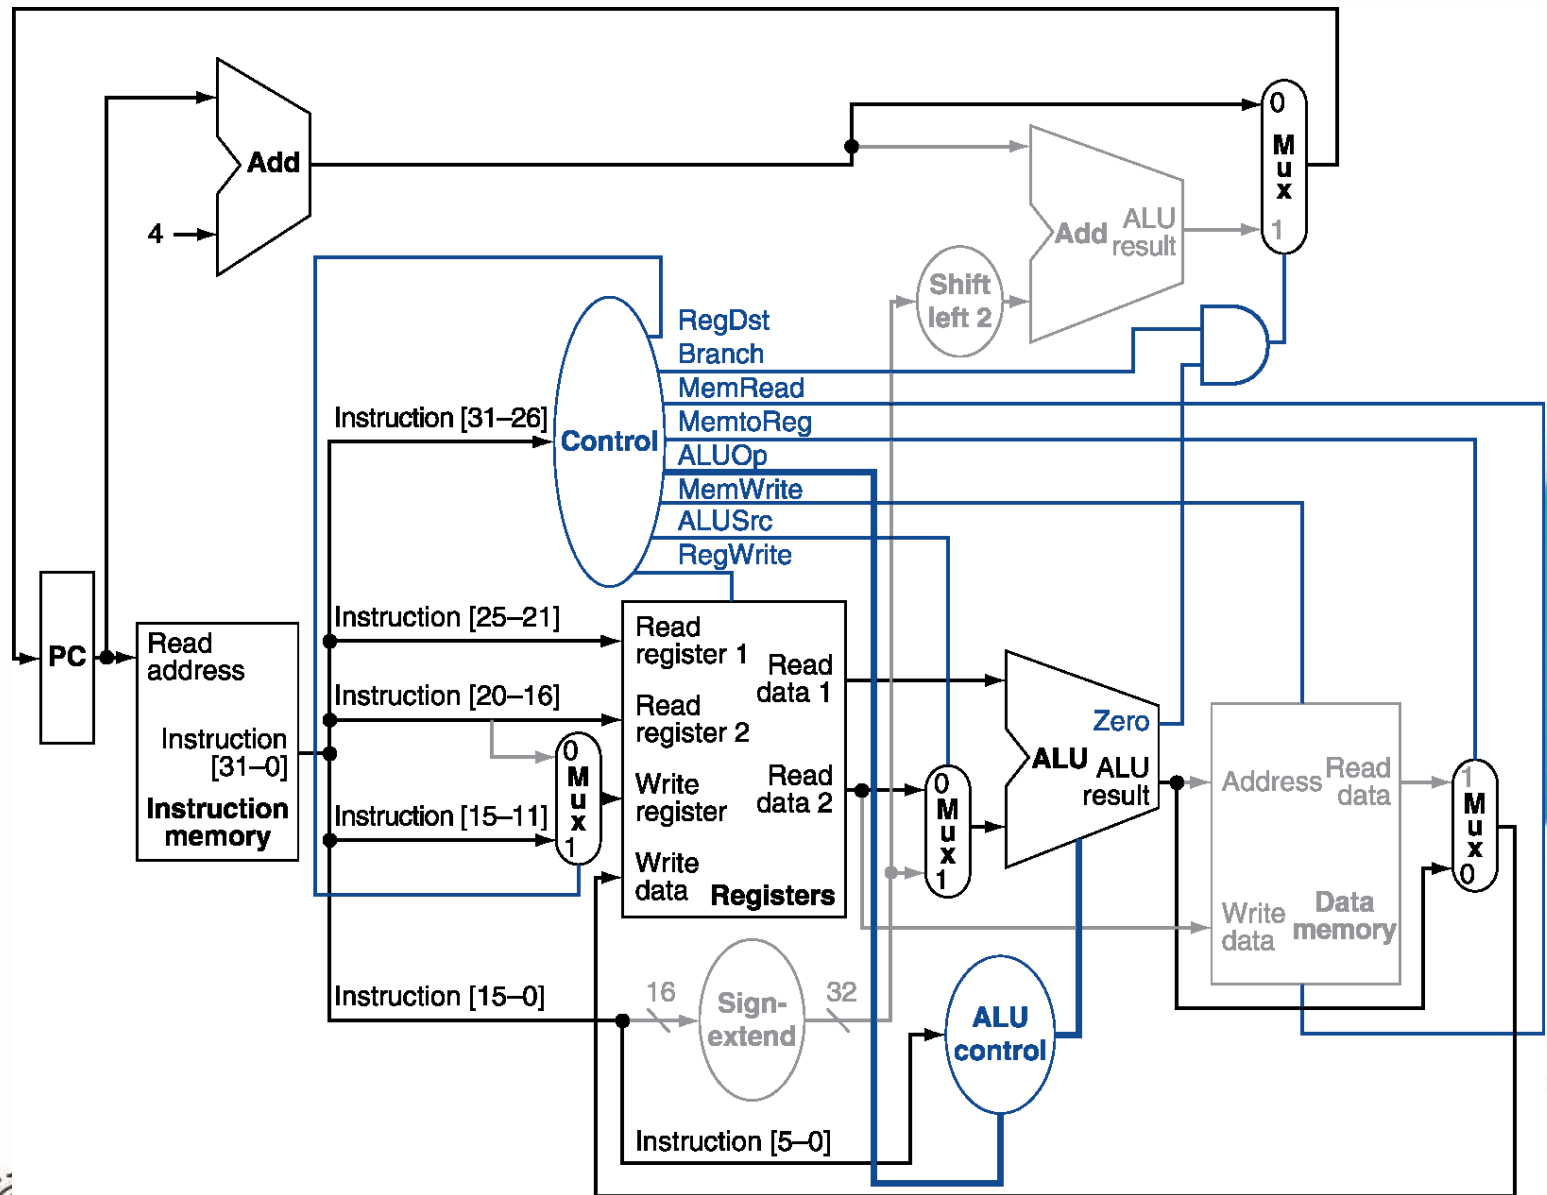 0
M
u
x
1
Add
4
Add
ALU
result
Shift
left 2
RegDst
Branch
MemRead
MemtoReg
ALUOp
MemWrite
ALUSrc
RegWrite
Control
Instruction [31–26]
Instruction [25–21]
Instruction [20–16]
Instruction [15–11]
Instruction [15–0]
Instruction [5–0]
PC
Read
address
Instruction
[31–0]
Instruction
memory
0
M
u
x
1
Read
register 1
Read
register 2
Write
register
Write
data
Read
data 1
Read
data 2
Registers
0
M
u
x
1
Zero
ALU
ALU
result
Address
Read
data
Write
data
Data
memory
1
M
u
x
0
16
Sign-
extend
32
ALU
control